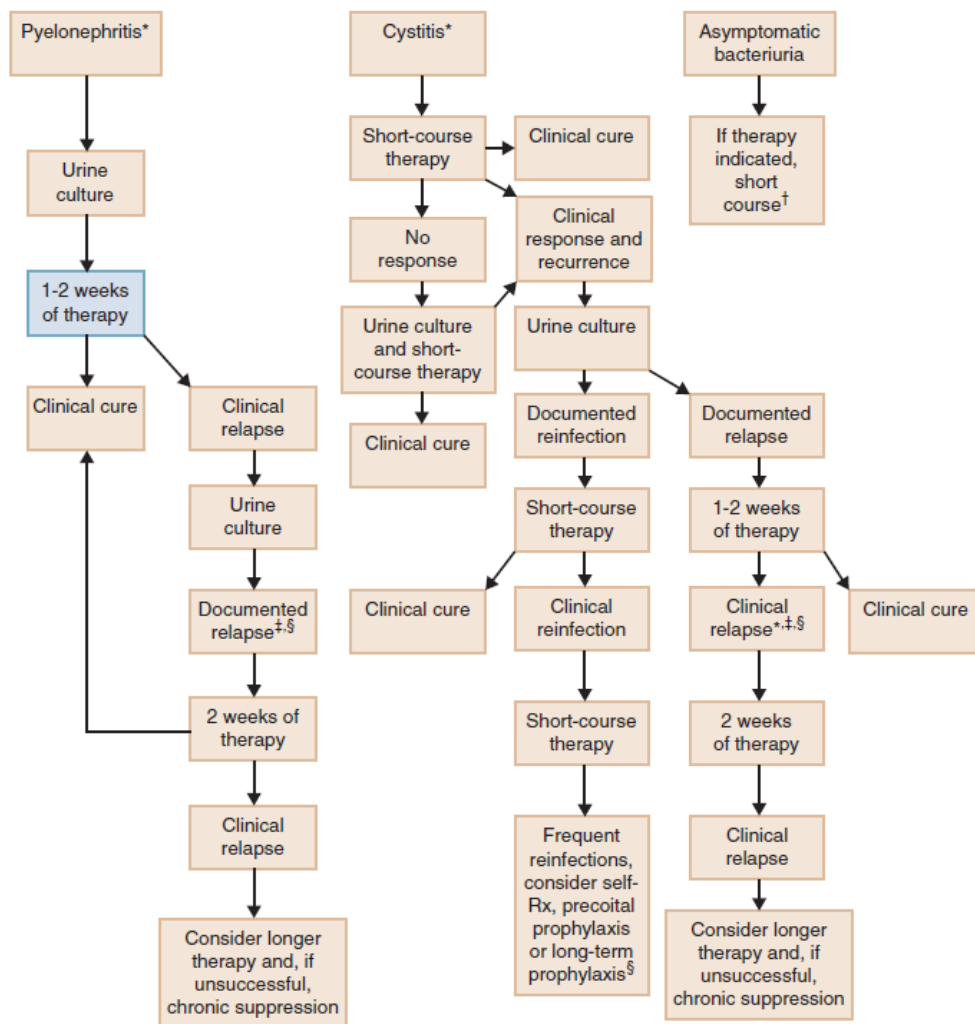 Pyelonephritis*
Urine
culture
1-2 weeks
of therapy
Clinical cure
Clinical
relapse
Urine
culture
Documented
relapse‡,§
2 weeks of
therapy
Clinical
relapse
Consider longer
therapy and, if
unsuccessful,
chronic suppression
Cystitis*
Short-course
therapy
Clinical cure
No
response
Clinical
response and
recurrence
Urine culture
and short-
course therapy
Clinical cure
Urine culture
Documented
reinfection
Short-course
therapy
Clinical cure
Clinical
reinfection
Short-course
therapy
Frequent
reinfections,
consider self-
Rx, precoital
prophylaxis
or long-term
prophylaxis§
Documented
relapse
1-2 weeks
of therapy
Clinical
relapse*,‡,§
Clinical cure
2 weeks
of therapy
Clinical
relapse
Consider longer
therapy and, if
unsuccessful,
chronic suppression
Asymptomatic
bacteriuria
If therapy
indicated,
short
course†